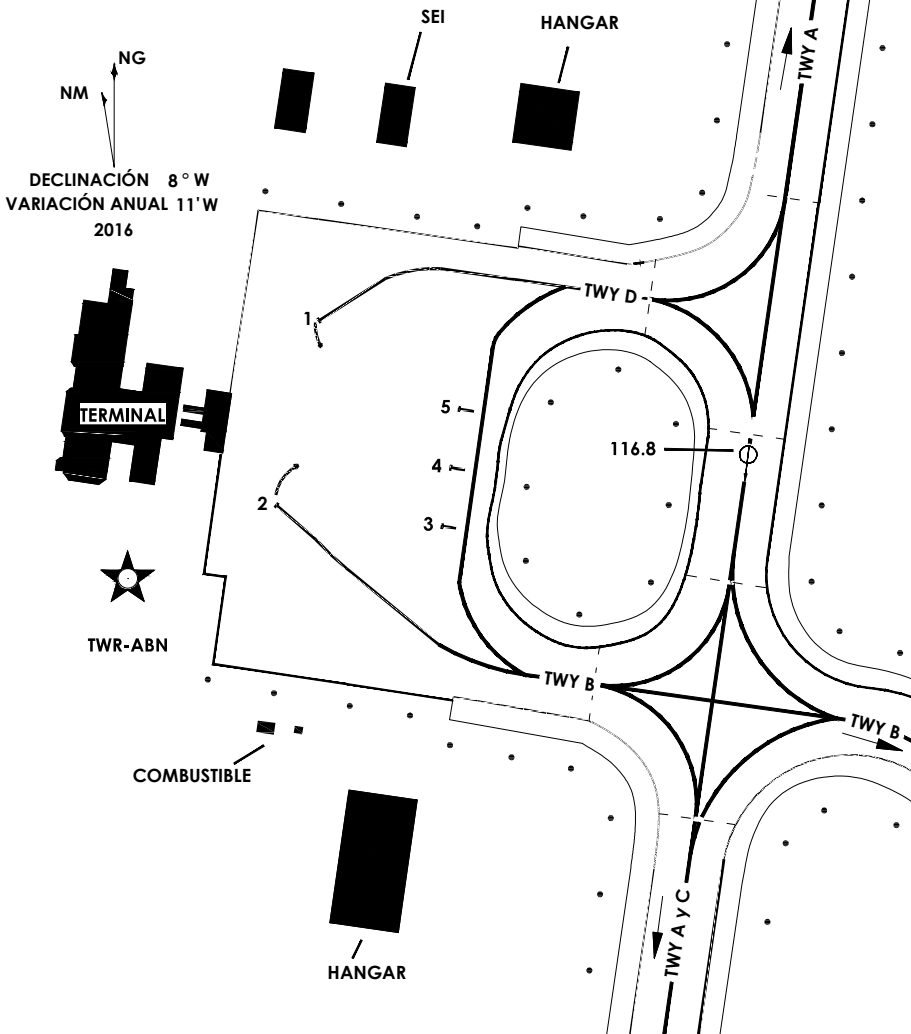 SEI
HANGAR
TWY A
NG
NM
DECLINACIÓN 8° W
VARIACIÓN ANUAL 11'W
2016
TWY D
1
5
TERMINAL
116.8
4
2
3
TWR-ABN
TWY B
TWY B
COMBUSTIBLE
TWY A y C
HANGAR